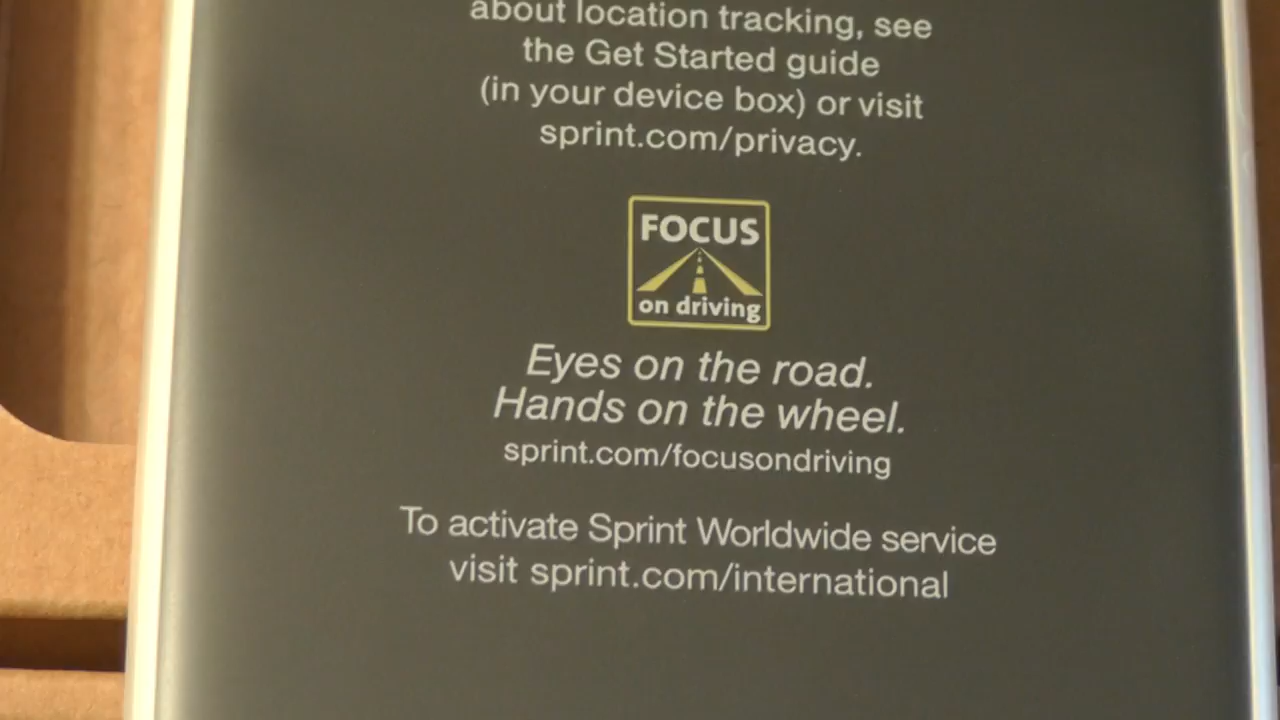 about location tracking, see
the Get Started guide
(in your device box) or visit
sprint.com/privacy.
FOCUS
on driving
Eyes on the road.
Hands on the wheel.
sprint.com/focusondriving
To activate Sprint Worldwide service
visit sprint.com/international